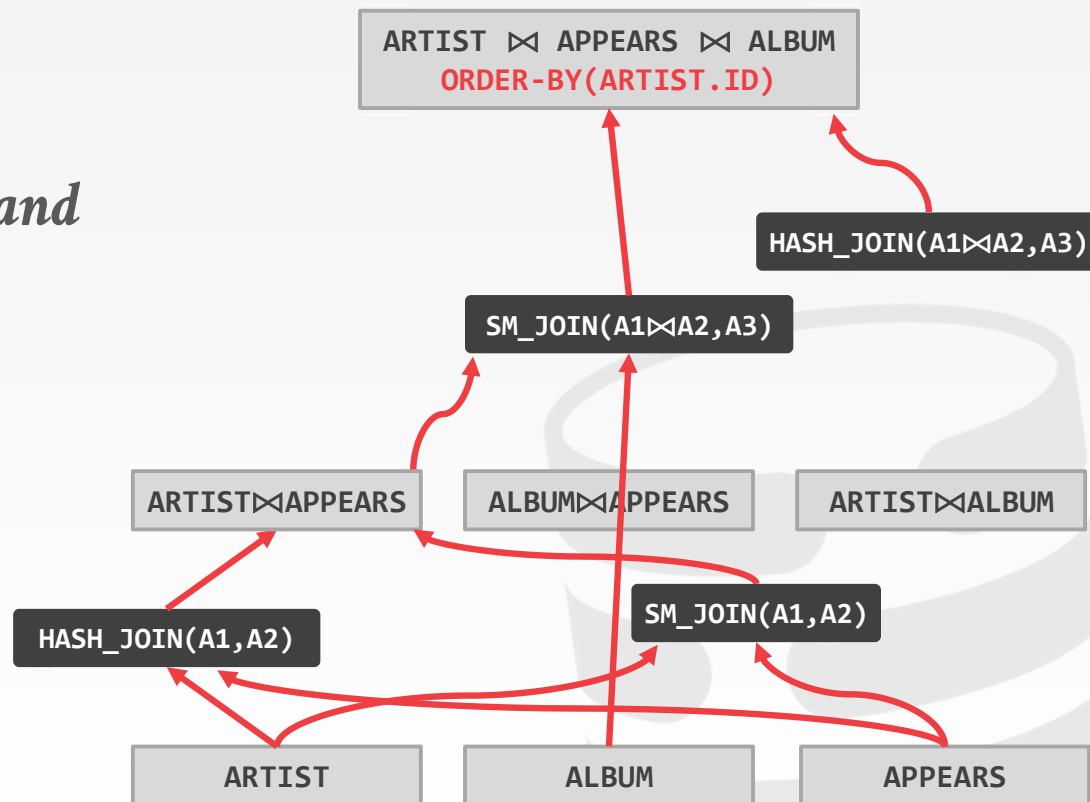 ARTIST ⋈ APPEARS ⋈ ALBUM
ORDER-BY(ARTIST.ID)
and
HASH_JOIN(A1⋈A2,A3)
SM_JOIN(A1⋈A2,A3)
ARTIST⋈APPEARS
ALBUM⋈APPEARS
ARTIST⋈ALBUM
HASH_JOIN(A1,A2)
SM_JOIN(A1,A2)
ARTIST
ALBUM
APPEARS